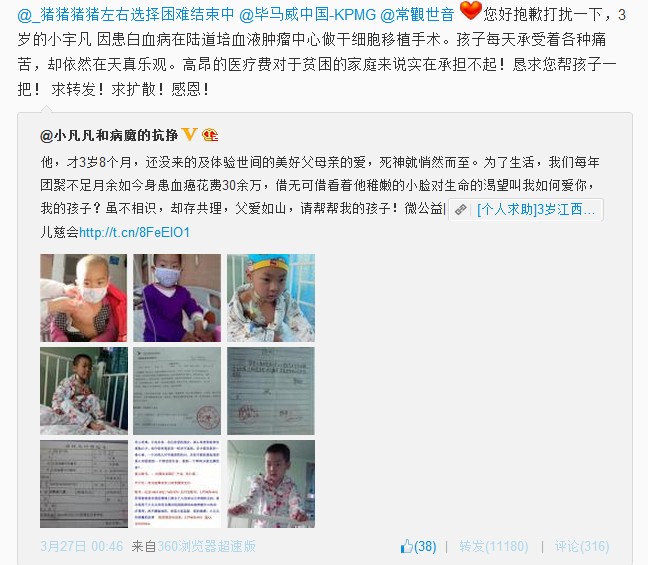 @_猪猪猪猪左右选择困难结束中 @毕马威中国-KPMG @常觀世音 您好抱歉打扰一下，3
岁的小宇凡 因患白血病在陆道培血液肿瘤中心做干细胞移植手术。孩子每天承受着各种痛
苦，却依然在天真乐观。高昂的医疗费对于贫困的家庭来说实在承担不起！恳求您帮孩子一
把！ 求转发！求扩散！感恩！
@小凡凡和病魔的抗挣
他，才3岁8个月，还没来的及体验世间的美好父母亲的爱，死神就悄然而至。为了生活，我们每年
团聚不足月余如今身患血癌花费30余万，借无可借看着他稚嫩的小脸对生命的渴望叫我如何爱你，
我的孩子？虽不相识，却存共理，父爱如山，请帮帮我的孩子！微公益| [个人求助]3岁江西...
儿慈会http://t.cn/8FeEIO1
3月27日 00:46 来自360浏览器超速版 (38) | 转发(11180) | 评论(316)